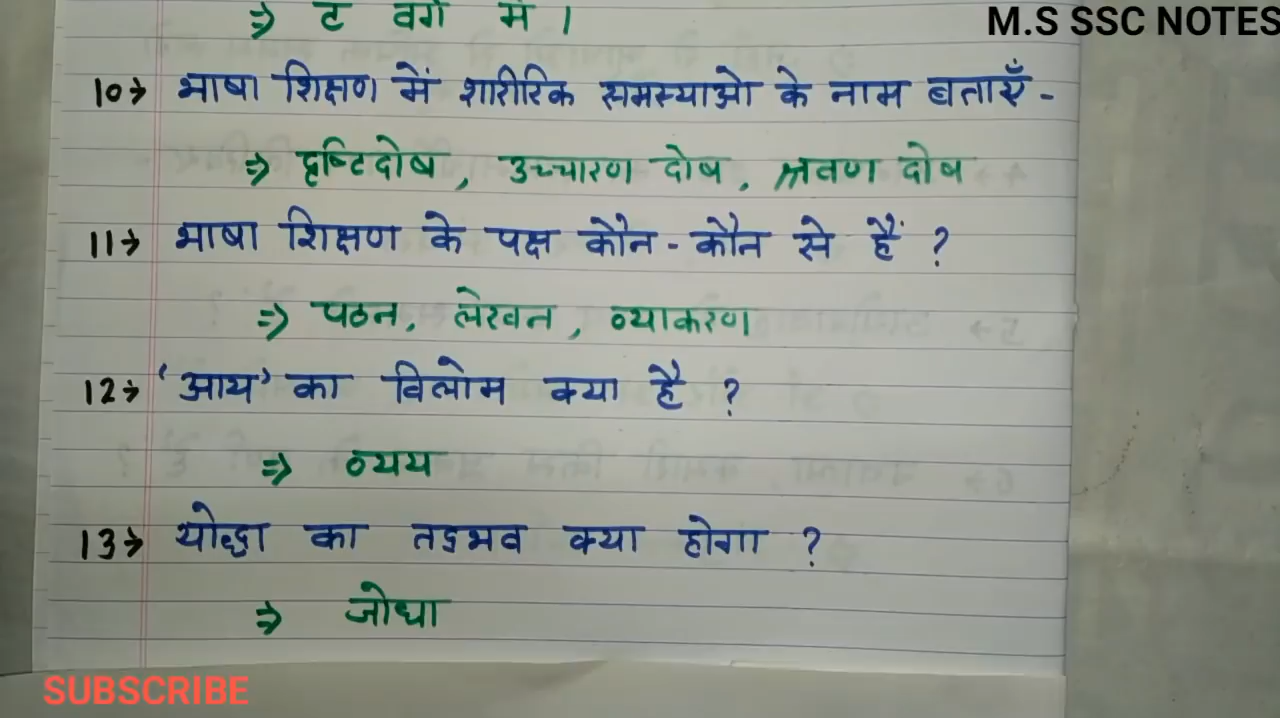 ⇒ ट वर्ग में ।
M.S SSC NOTES
10→ भाषा शिक्षण में शारीरिक समस्याओ के नाम बताएँ -
⇒ दृष्टिदोष , उच्चारण दोष , श्रवण दोष
11→ भाषा शिक्षण के पक्ष कौन - कौन से हैं ?
⇒ पठन, लेखन , व्याकरण
12→ 'आय' का विलोम क्या है ?
⇒ व्यय
13→ योद्धा का तद्भव क्या होगा ?
⇒ जोधा
SUBSCRIBE